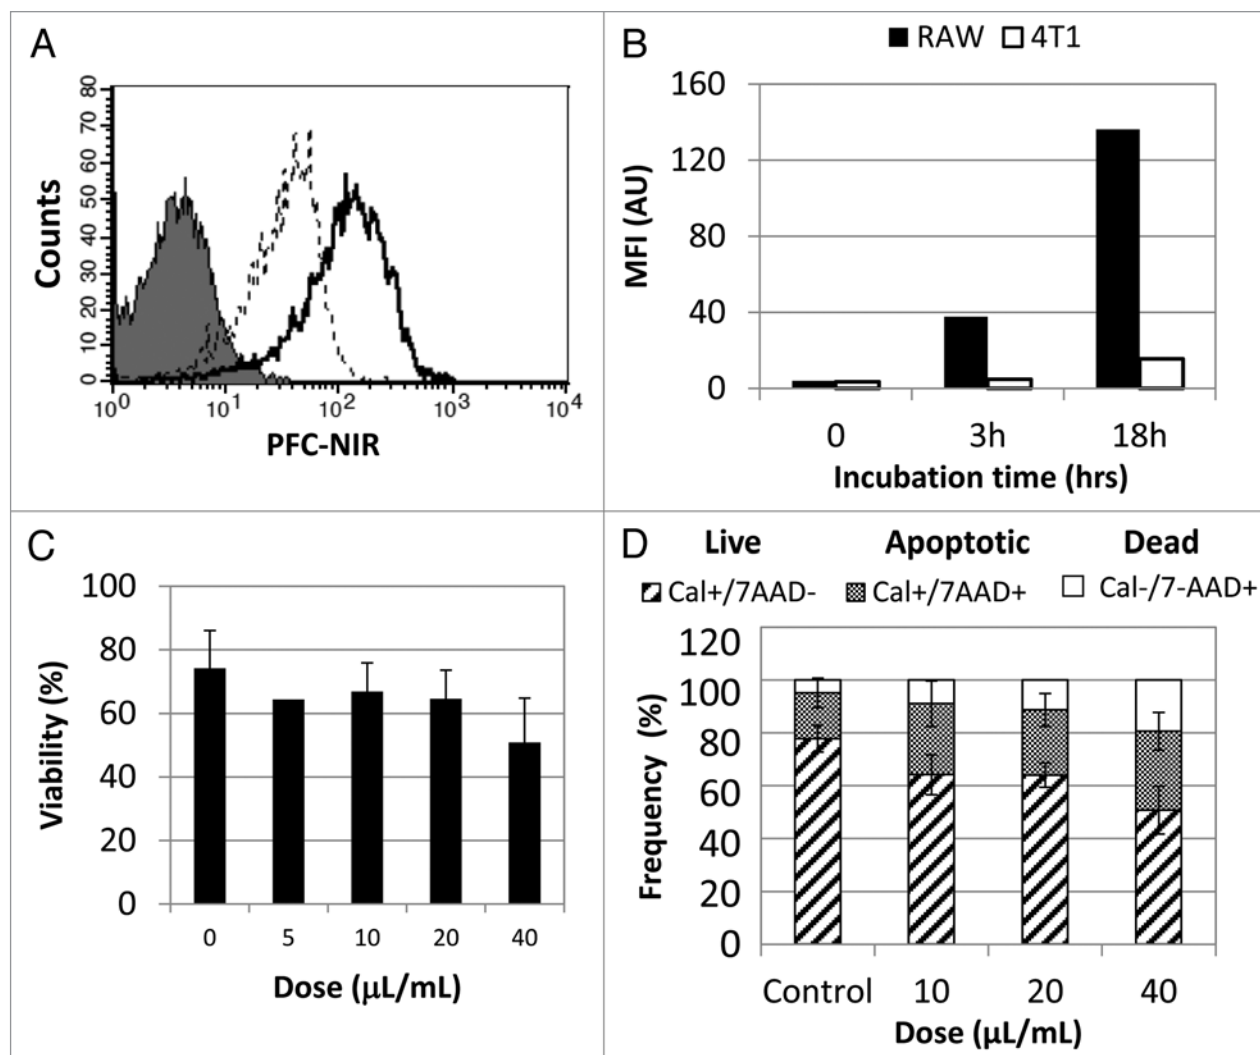 A
80
70
60
50
40
30
20
10
0
Counts
10^0 10^1 10^2 10^3 10^4
PFC-NIR
B
RAW 4T1
160
120
80
40
0
MFI (AU)
0 3h 18h
Incubation time (hrs)
C
100
80
60
40
20
0
Viability (%)
0 5 10 20 40
Dose (µL/mL)
D Live Apoptotic Dead
Cal+/7AAD- Cal+/7AAD+ Cal-/7-AAD+
120
100
80
60
40
20
0
Frequency (%)
Control 10 20 40
Dose (µL/mL)